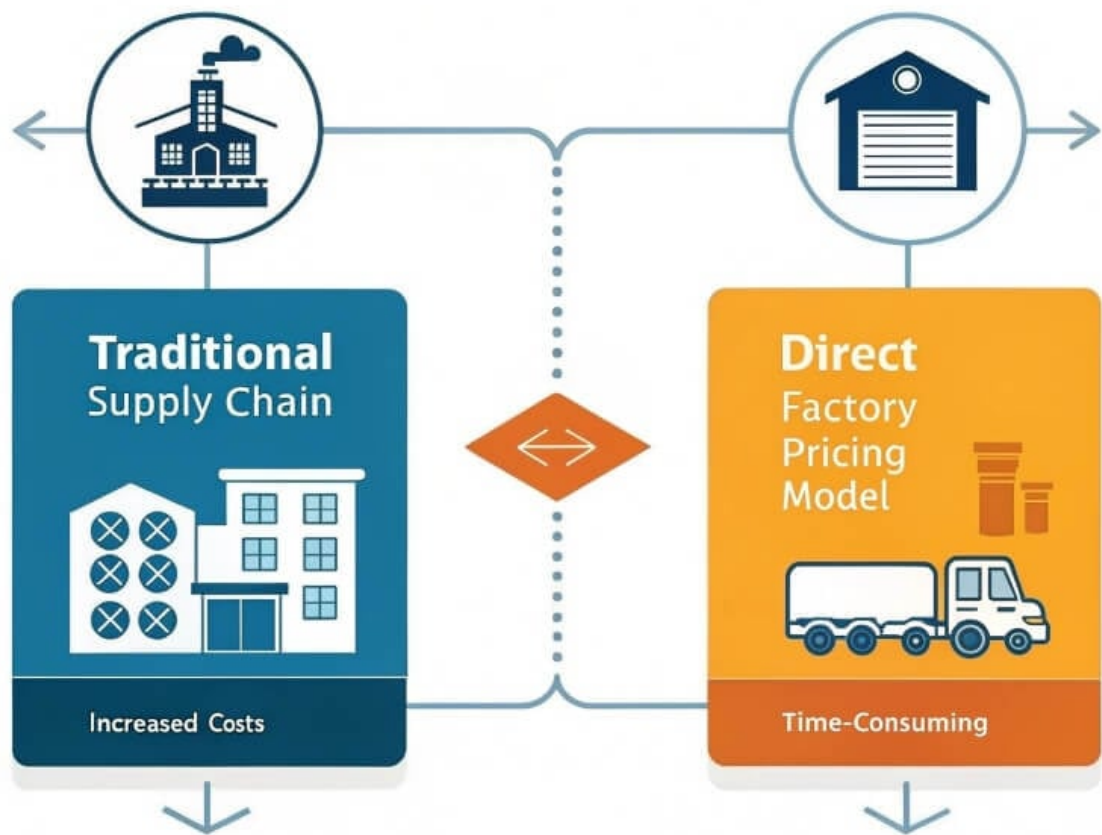 Traditional
Supply Chain
Increased Costs
Direct
Factory
Pricing
Model
Time-Consuming